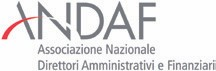 ANDAF
Associazione Nazionale
Direttori Amministrativi e Finanziari